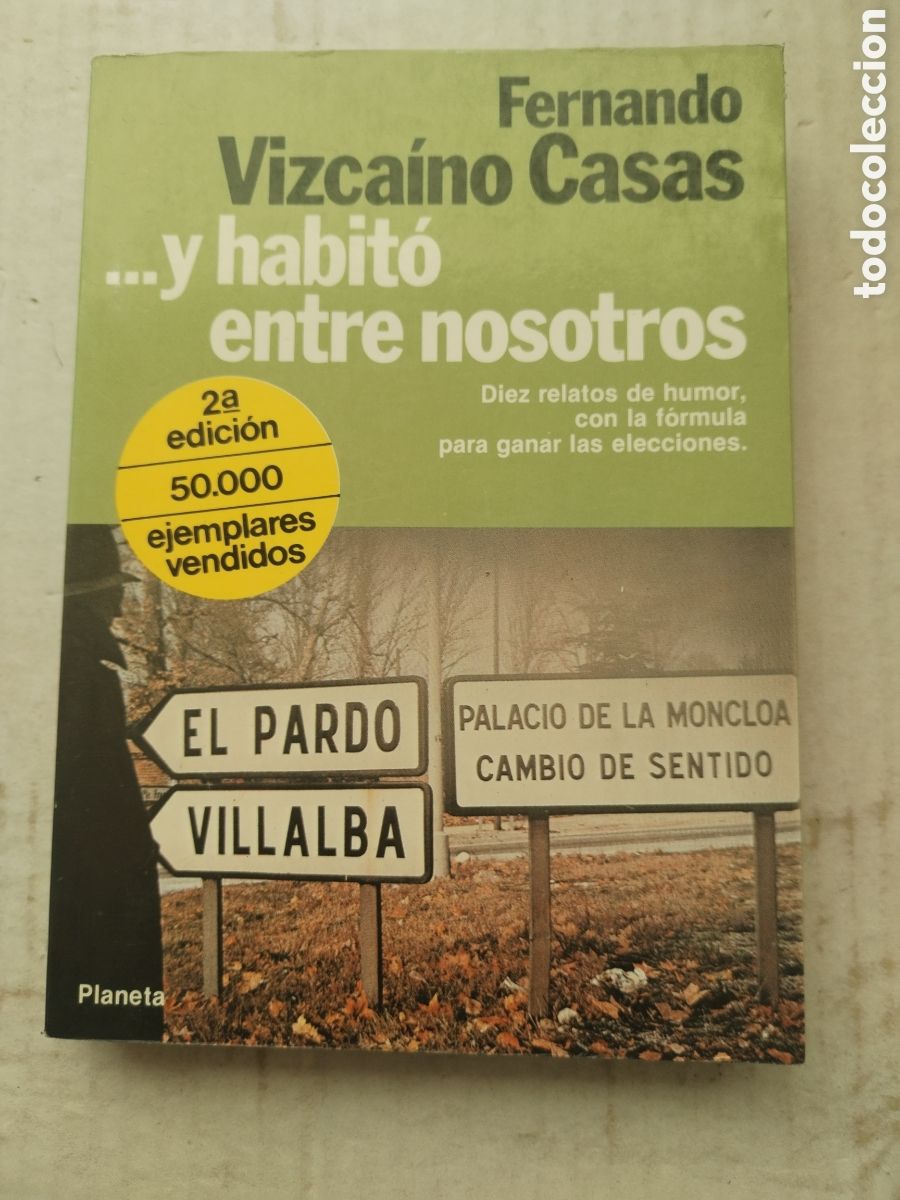 Fernando
Vizcaíno Casas
...y habitó
entre nosotros
Diez relatos de humor,
con la fórmula
para ganar las elecciones.
2ª
edición
50.000
ejemplares
vendidos
EL PARDO
VILLALBA
PALACIO DE LA MONCLOA
CAMBIO DE SENTIDO
Planeta
todocoleccion